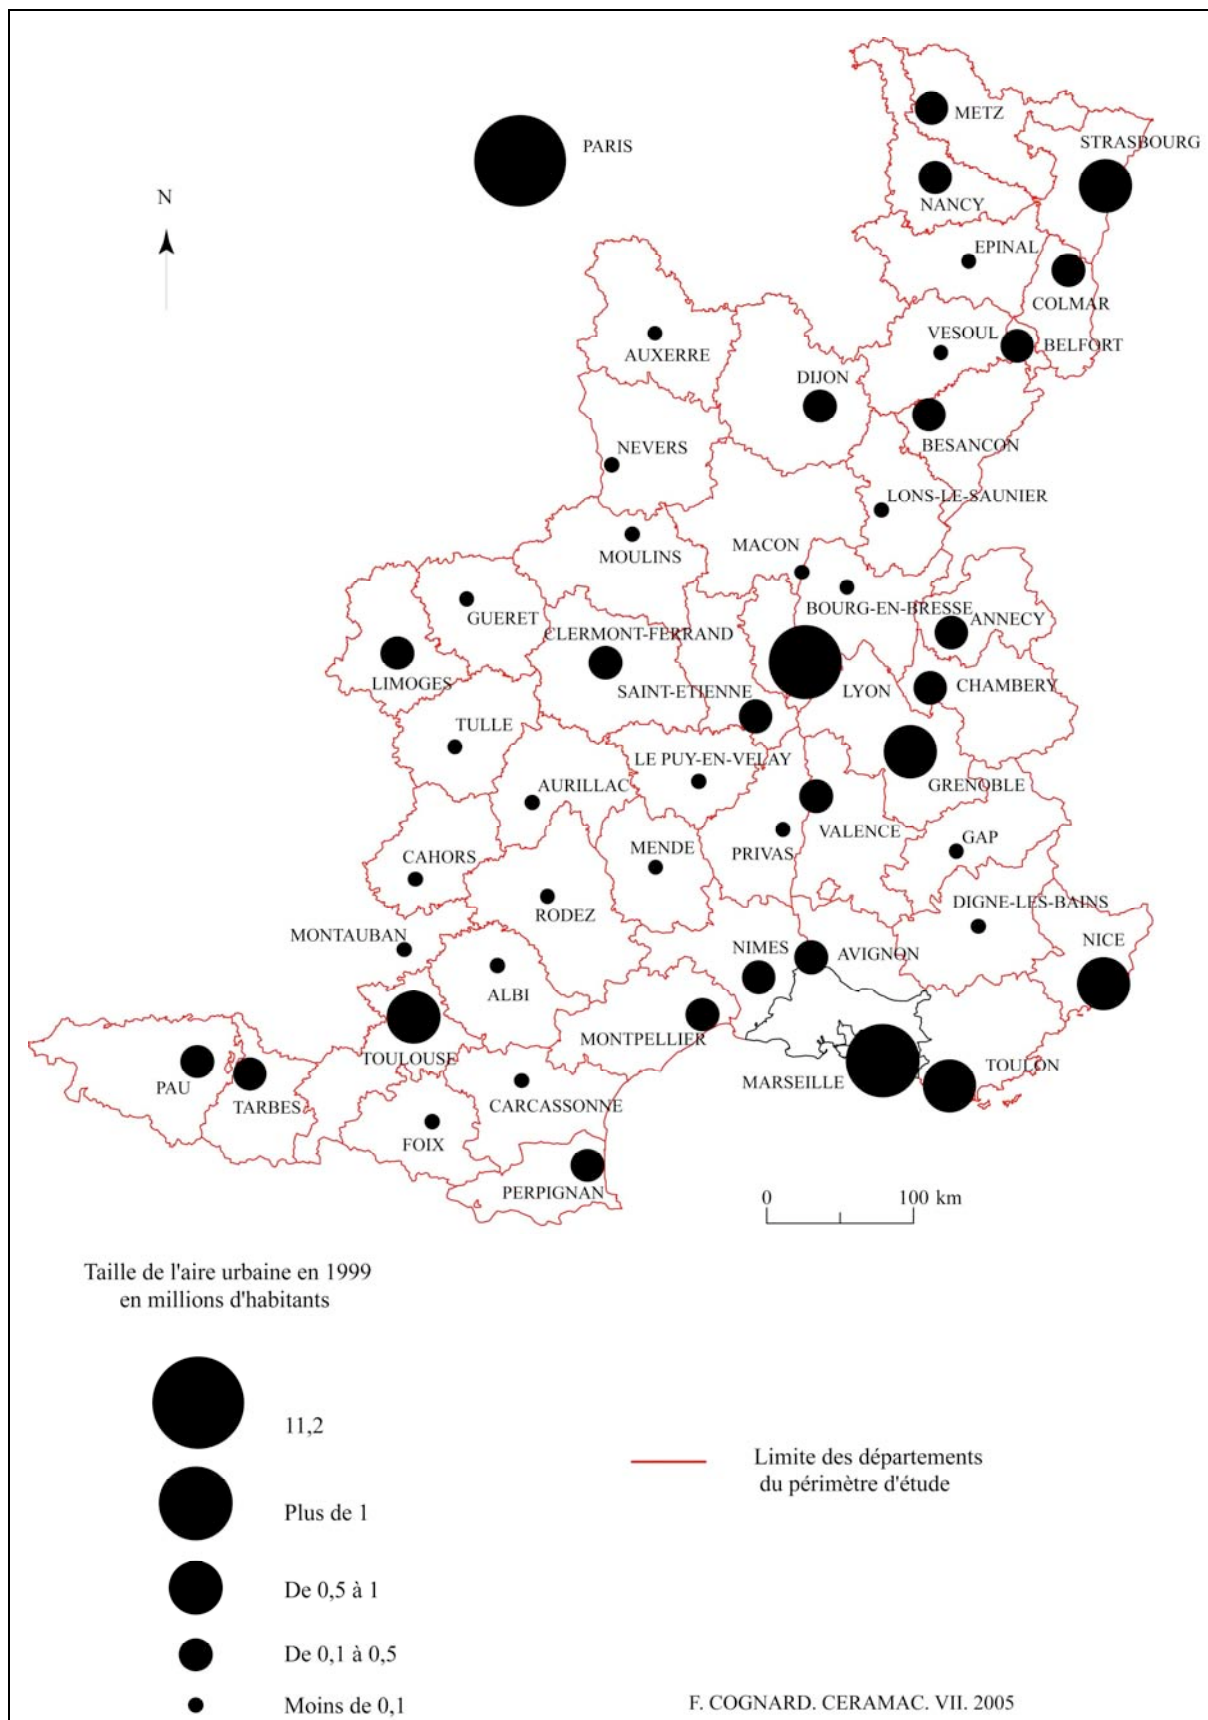 METZ
PARIS
STRASBOURG
N
NANCY
EPINAL
COLMAR
VESOUL
BELFORT
AUXERRE
DIJON
BESANCON
NEVERS
LONS-LE-SAUNIER
MACON
MOULINS
BOURG-EN-BRESSE
GUERET
ANNECY
CLERMONT-FERRAND
LIMOGES
CHAMBERY
SAINT-ETIENNE
LYON
TULLE
LE PUY-EN-VELAY
AURILLAC
GRENOBLE
VALENCE
GAP
MENDE
PRIVAS
CAHORS
DIGNE-LES-BAINS
RODEZ
MONTAUBAN
NICE
NIMES
AVIGNON
ALBI
MONTPELLIER
TOULOUSE
TOULON
PAU
MARSEILLE
TARBES
CARCASSONNE
FOIX
PERPIGNAN
0 100 km
Taille de l'aire urbaine en 1999
en millions d'habitants
11,2
Plus de 1
De 0,5 à 1
De 0,1 à 0,5
Moins de 0,1
Limite des départements
du périmètre d'étude
F. COGNARD. CERAMAC. VII. 2005